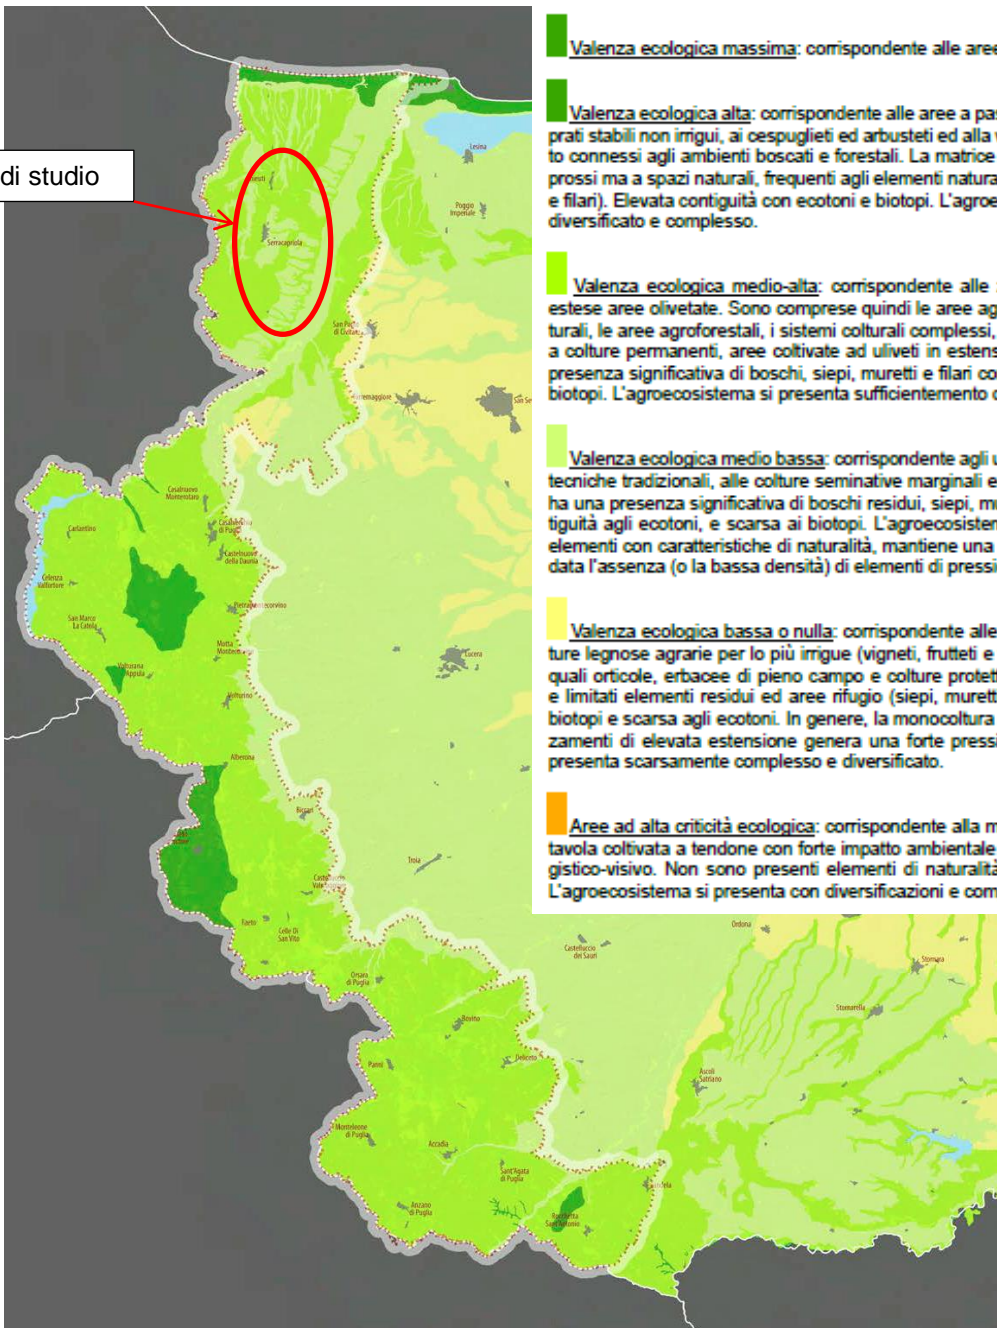 di studio
Valenza ecologica massima: corrispondente alle aree
Valenza ecologica alta: corrispondente alle aree a pas
prati stabili non irrigui, ai cespuglieti ed arbusteti ed alla
to connessi agli ambienti boscati e forestali. La matrice
prossi ma a spazi naturali, frequenti agli elementi natura
e filari). Elevata contiguità con ecotoni e biotopi. L'agroe
diversificato e complesso.
Valenza ecologica medio-alta: corrispondente alle
estese aree olivetate. Sono comprese quindi le aree ag
turali, le aree agroforestali, i sistemi colturali complessi,
a colture permanenti, aree coltivate ad uliveti in estens
presenza significativa di boschi, siepi, muretti e filari co
biotopi. L'agroecosistema si presenta sufficientemento
Valenza ecologica medio bassa: corrispondente agli u
tecniche tradizionali, alle colture seminative marginali e
ha una presenza significativa di boschi residui, siepi, mu
tiguità agli ecotoni, e scarsa ai biotopi. L'agroecosisten
elementi con caratteristiche di naturalità, mantiene una
data l'assenza (o la bassa densità) di elementi di pressi
Valenza ecologica bassa o nulla: corrispondente alle
ture legnose agrarie per lo più irrigue (vigneti, frutteti e
quali orticole, erbacee di pieno campo e colture protett
e limitati elementi residui ed aree rifugio (siepi, murett
biotopi e scarsa agli ecotoni. In genere, la monocoltura
zamenti di elevata estensione genera una forte pressi
presenta scarsamente complesso e diversificato.
Aree ad alta criticità ecologica: corrispondente alla m
tavola coltivata a tendone con forte impatto ambientale
gistico-visivo. Non sono presenti elementi di naturalità
L'agroecosistema si presenta con diversificazioni e com
Lesina
Poggio
Imperiale
Serracapriola
San Paolo
di Civitate
Torremaggiore
San Se
Casalnuovo
Monterotaro
Carlantino
Casalvecchio
di Puglia
Castelnuovo
della Daunia
Celenza
Valfortore
Pietramontecorvino
San Marco
La Catola
Motta
Montecorvino
Lucera
Volturara
Appula
Volturino
Alberona
Biccari
Troia
Castelluccio
Valmaggiore
Faeto
Celle Di
San Vito
Castelluccio
dei Sauri
Ordona
Stornara
Orsara
di Puglia
Stornarella
Bovino
Deliceto
Panni
Ascoli
Satriano
Monteleone
di Puglia
Accadia
Sant'Agata
di Puglia
Candela
Anzano
di Puglia
Rocchetta
Sant'Antonio